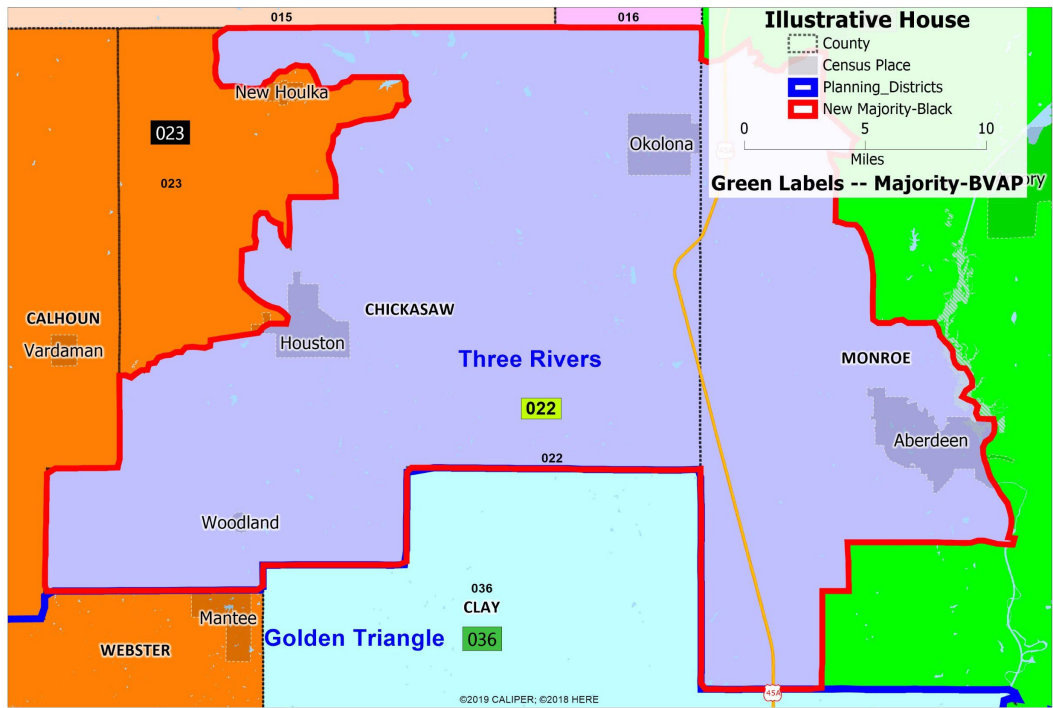 015
016
Illustrative House
County
Census Place
Planning_Districts
New Majority-Black
0 5 10
Miles
Green Labels -- Majority-BVAP
New Houlka
023
Okolona
023
CHICKASAW
CALHOUN
Vardaman
Houston
Three Rivers
MONROE
022
Aberdeen
022
Woodland
036
CLAY
Mantee
Golden Triangle
036
WEBSTER
45A
©2019 CALIPER; ©2018 HERE